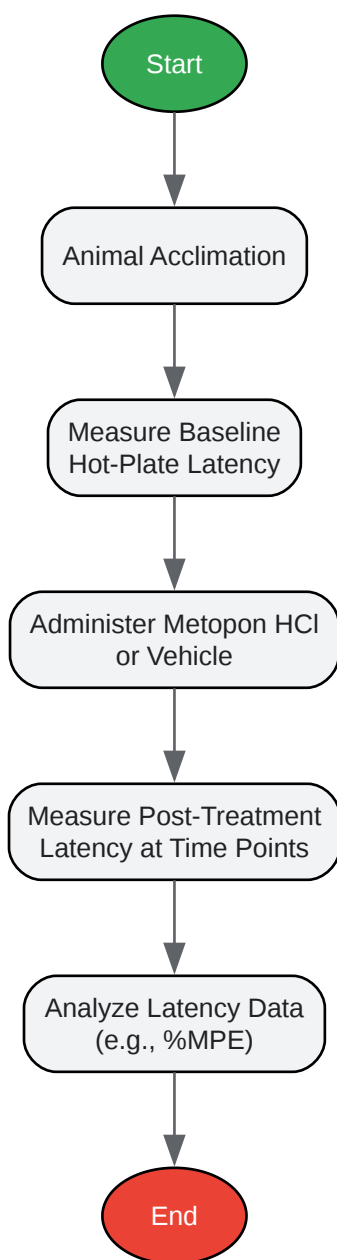 Start
Animal Acclimation
Measure Baseline
Hot-Plate Latency
Administer Metopon HCl
or Vehicle
Measure Post-Treatment
Latency at Time Points
Analyze Latency Data
(e.g., %MPE)
End